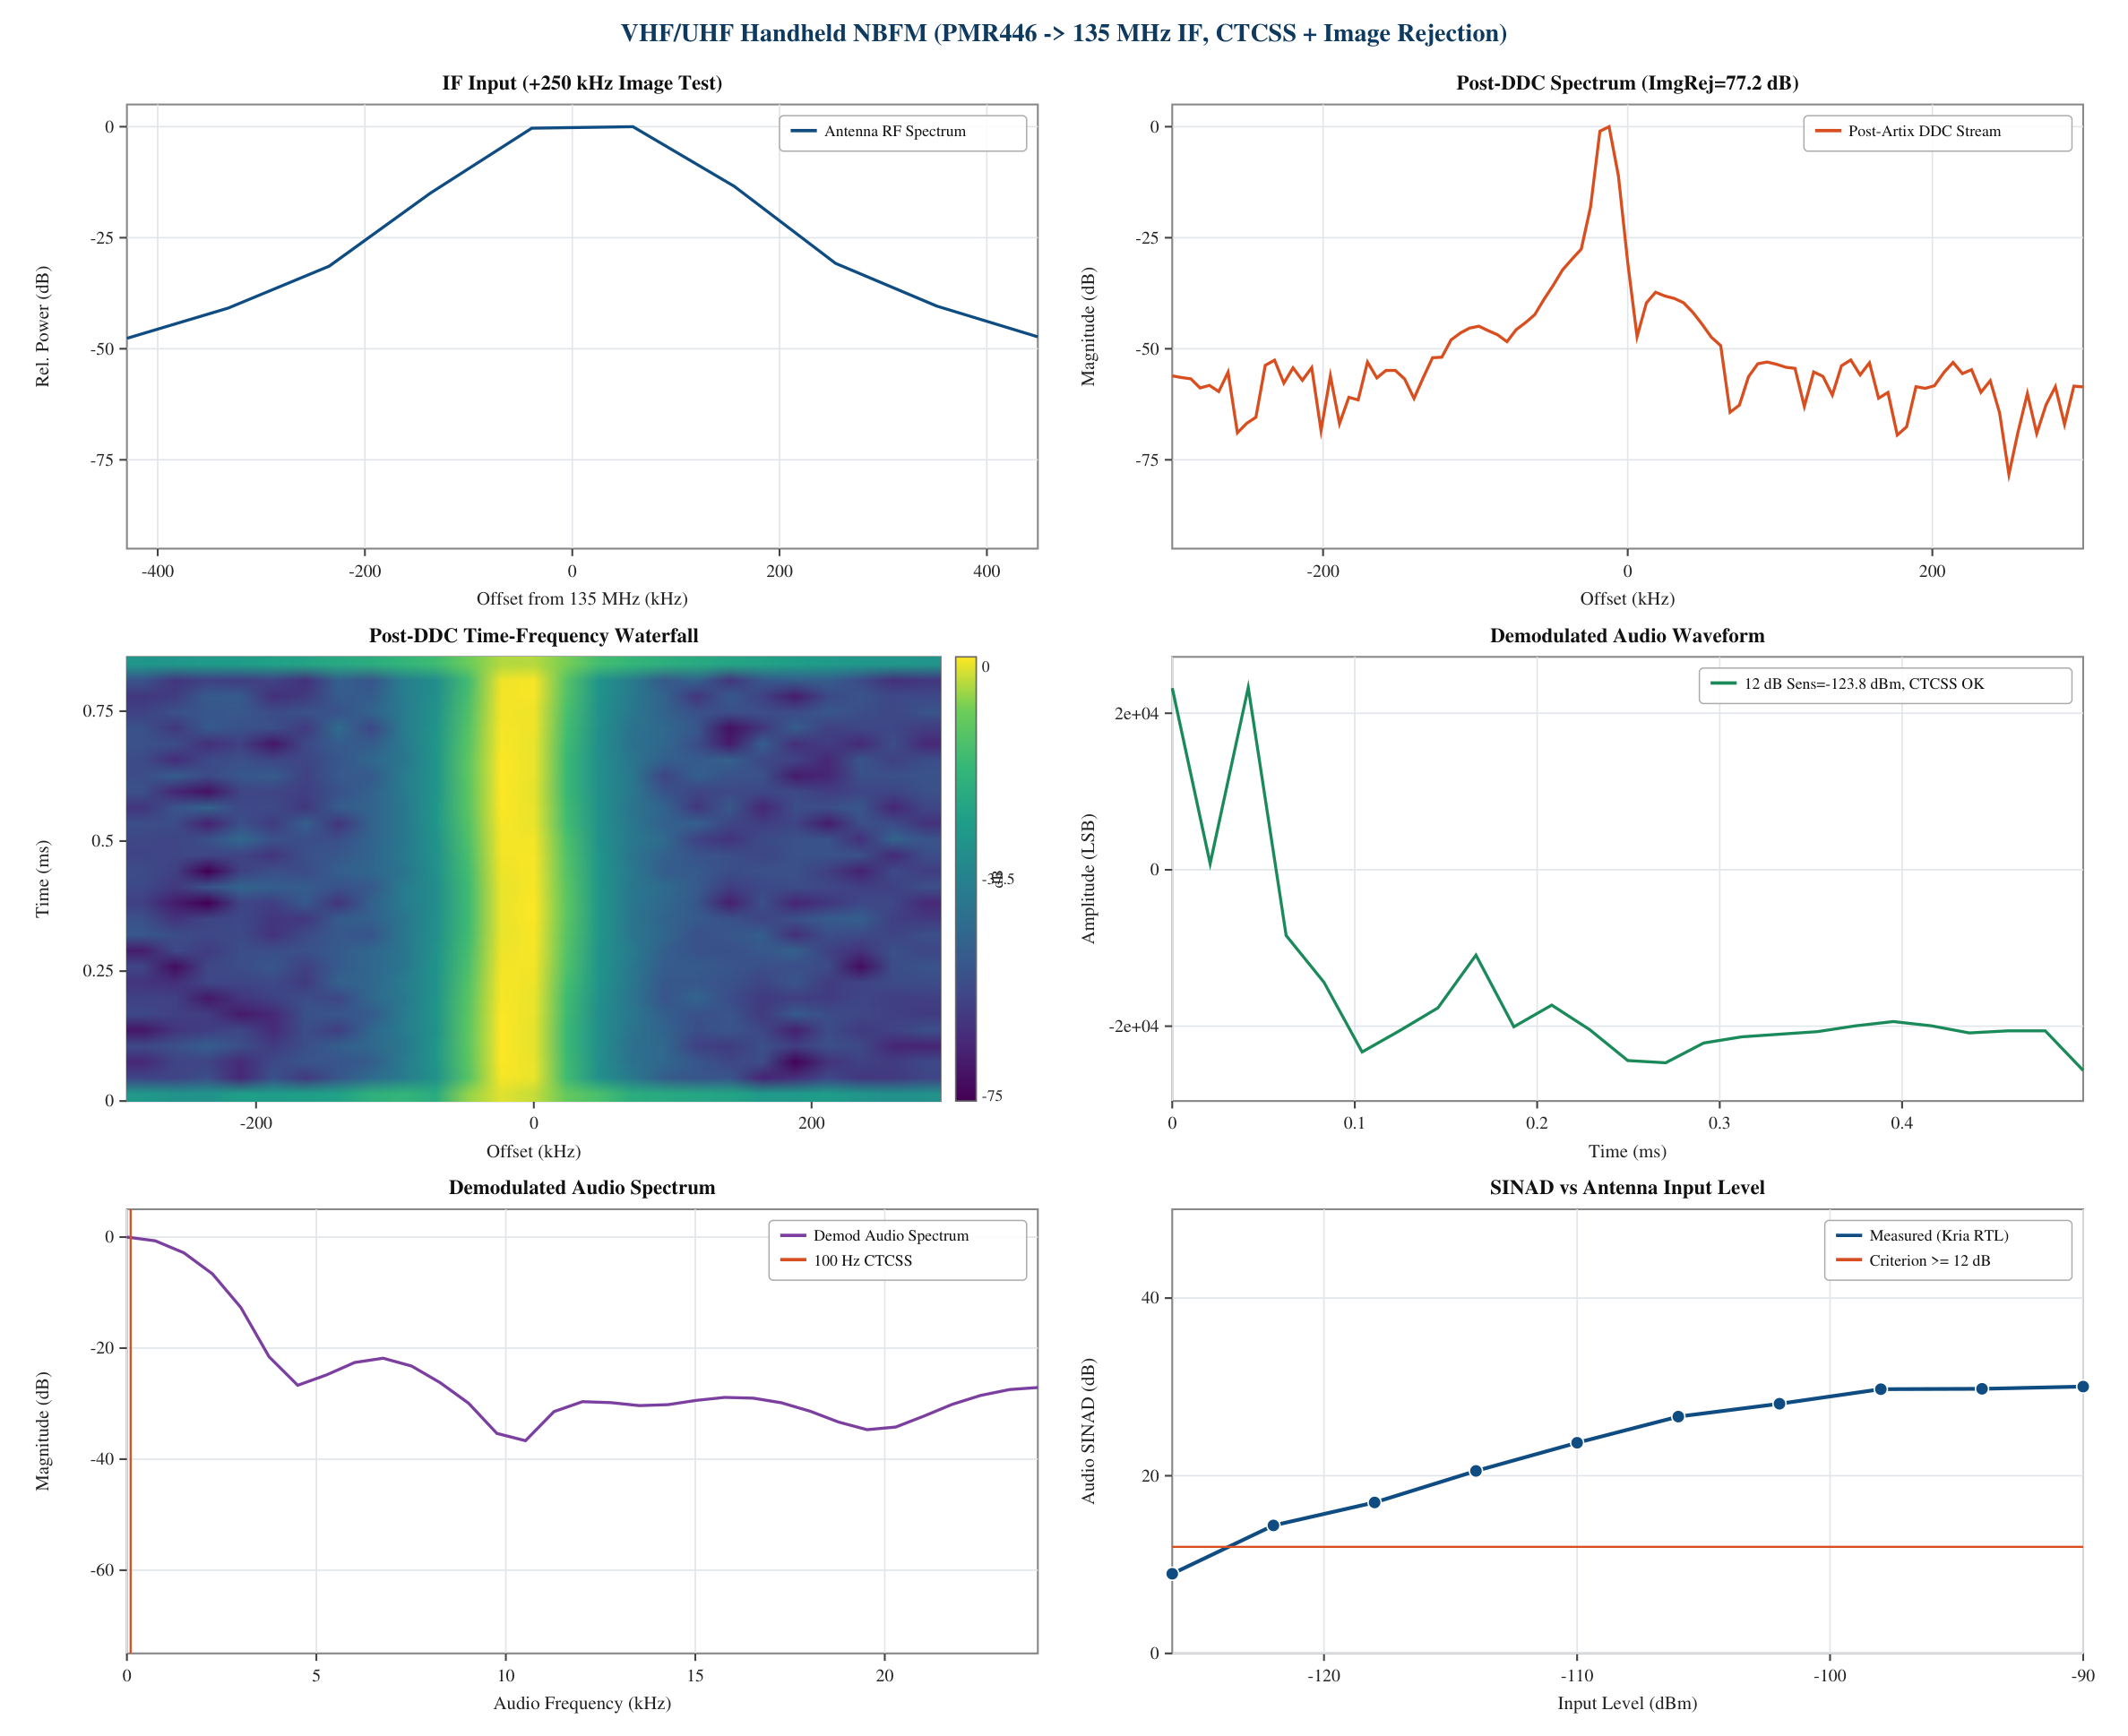 VHF/UHF Handheld NBFM (PMR446 -> 135 MHz IF, CTCSS + Image Rejection)
IF Input (+250 kHz Image Test)
Antenna RF Spectrum
0
-25
-50
-75
Rel. Power (dB)
-400 -200 0 200 400
Offset from 135 MHz (kHz)
Post-DDC Spectrum (ImgRej=77.2 dB)
Post-Artix DDC Stream
0
-25
-50
-75
Magnitude (dB)
-200 0 200
Offset (kHz)
Post-DDC Time-Frequency Waterfall
0.75
0.5
0.25
0
Time (ms)
-200 0 200
Offset (kHz)
0
-75
Demodulated Audio Waveform
12 dB Sens=-123.8 dBm, CTCSS OK
2e+04
0
-2e+04
Amplitude (LSB)
0 0.1 0.2 0.3 0.4
Time (ms)
Demodulated Audio Spectrum
Demod Audio Spectrum
100 Hz CTCSS
0
-20
-40
-60
Magnitude (dB)
0 5 10 15 20
Audio Frequency (kHz)
SINAD vs Antenna Input Level
Measured (Kria RTL)
Criterion >= 12 dB
40
20
0
Audio SINAD (dB)
-120 -110 -100 -90
Input Level (dBm)